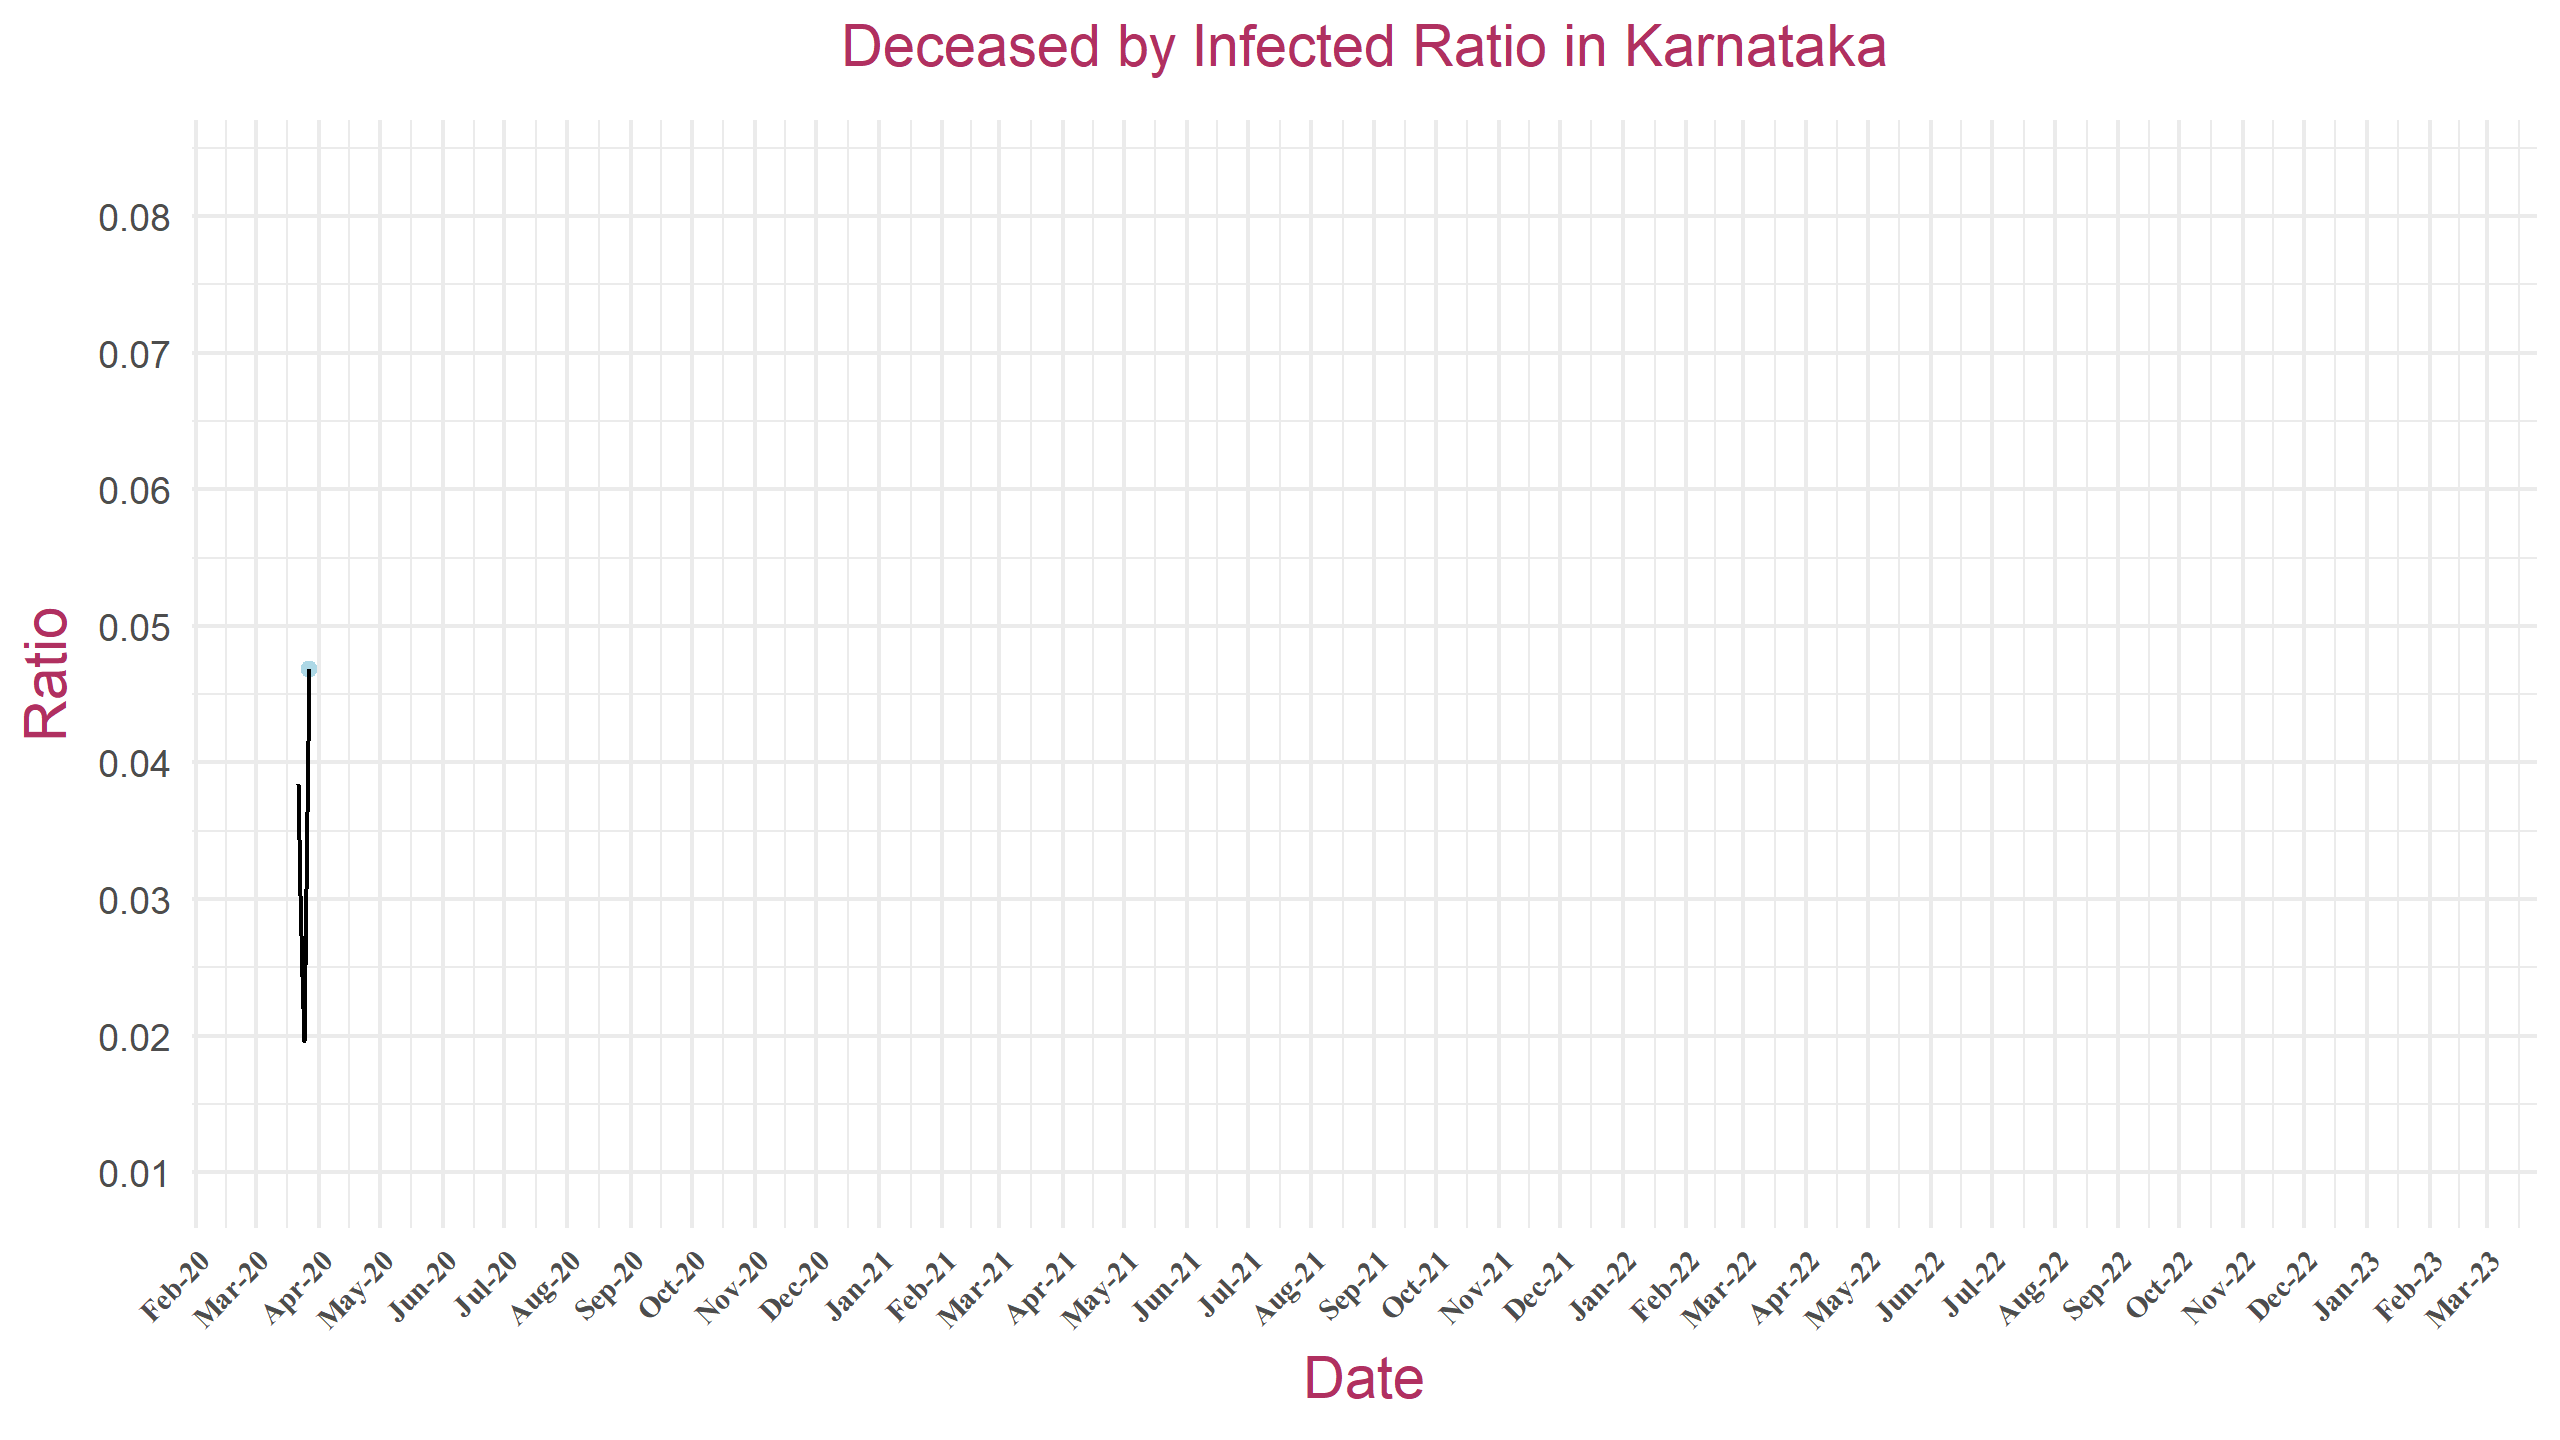 Deceased by Infected Ratio in Karnataka
0.08
0.07
0.06
0.05
0.04
0.03
0.02
0.01
Ratio
Feb-20 Mar-20 Apr-20 May-20 Jun-20 Jul-20 Aug-20 Sep-20 Oct-20 Nov-20 Dec-20 Jan-21 Feb-21 Mar-21 Apr-21 May-21 Jun-21 Jul-21 Aug-21 Sep-21 Oct-21 Nov-21 Dec-21 Jan-22 Feb-22 Mar-22 Apr-22 May-22 Jun-22 Jul-22 Aug-22 Sep-22 Oct-22 Nov-22 Dec-22 Jan-23 Feb-23 Mar-23
Date